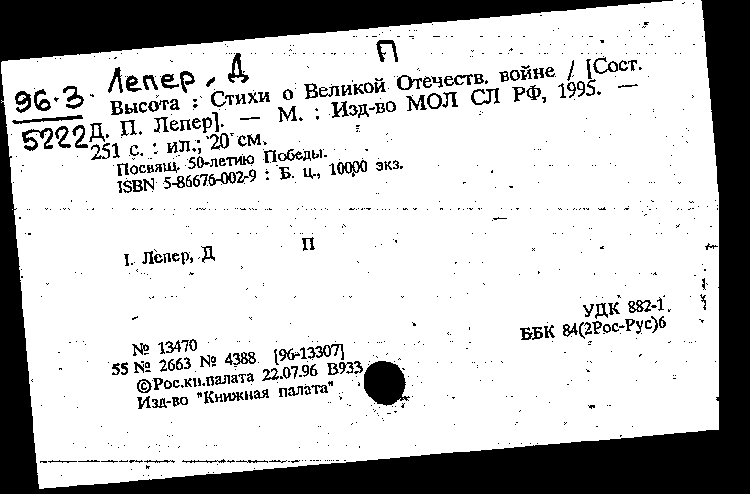 Лепер, Д П
96-3
5222
Высота : Стихи о Великой Отечеств. войне / [Сост.
Д. П. Лепер]. — М. : Изд-во МОЛ СЛ РФ, 1995. —
251 с. : ил.; 20 см.
Посвящ. 50-летию Победы.
ISBN 5-86676-002-9 : Б. ц., 10000 экз.
I. Лепер, Д П
УДК 882-1.
ББК 84(2Рос-Рус)6
№ 13470
55 № 2663 № 4388 [96-13307]
©Рос.кн.палата 22.07.96 В933
Изд-во "Книжная палата"